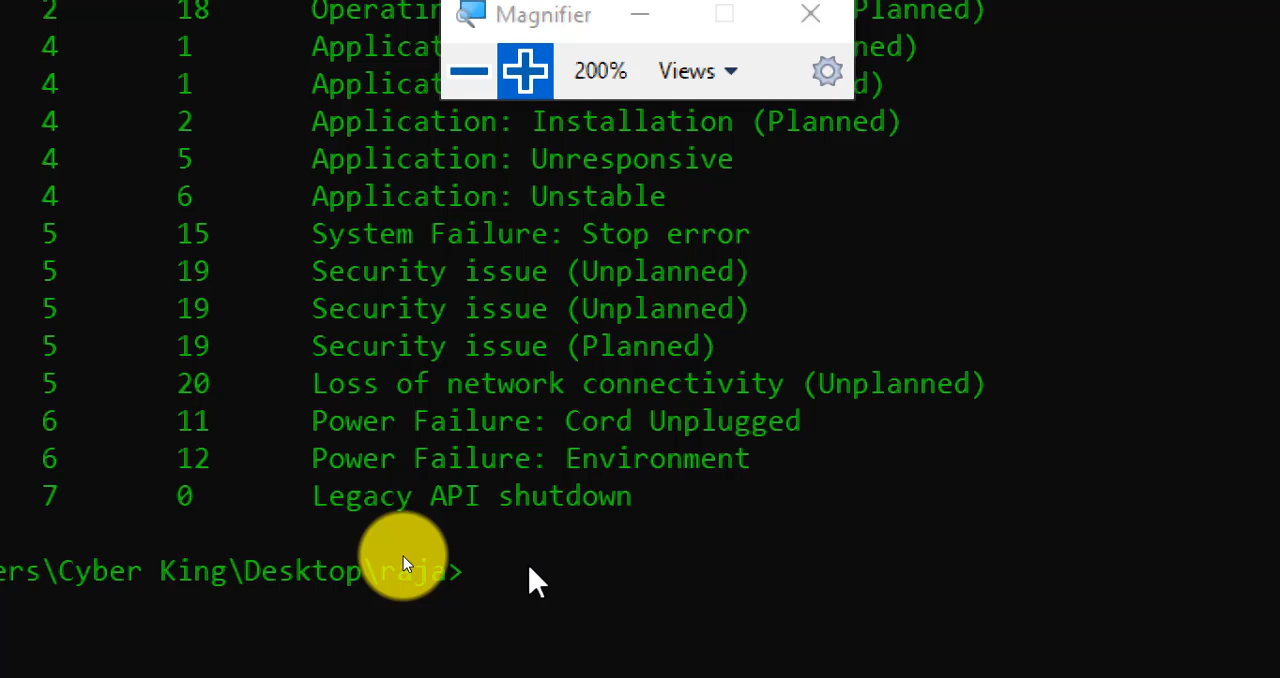 2 18 Operatin Planned)
Magnifier
4 1 Applicat ned)
200% Views
4 1 Applicat d)
4 2 Application: Installation (Planned)
4 5 Application: Unresponsive
4 6 Application: Unstable
5 15 System Failure: Stop error
5 19 Security issue (Unplanned)
5 19 Security issue (Unplanned)
5 19 Security issue (Planned)
5 20 Loss of network connectivity (Unplanned)
6 11 Power Failure: Cord Unplugged
6 12 Power Failure: Environment
7 0 Legacy API shutdown
ers\Cyber King\Desktop\raja>